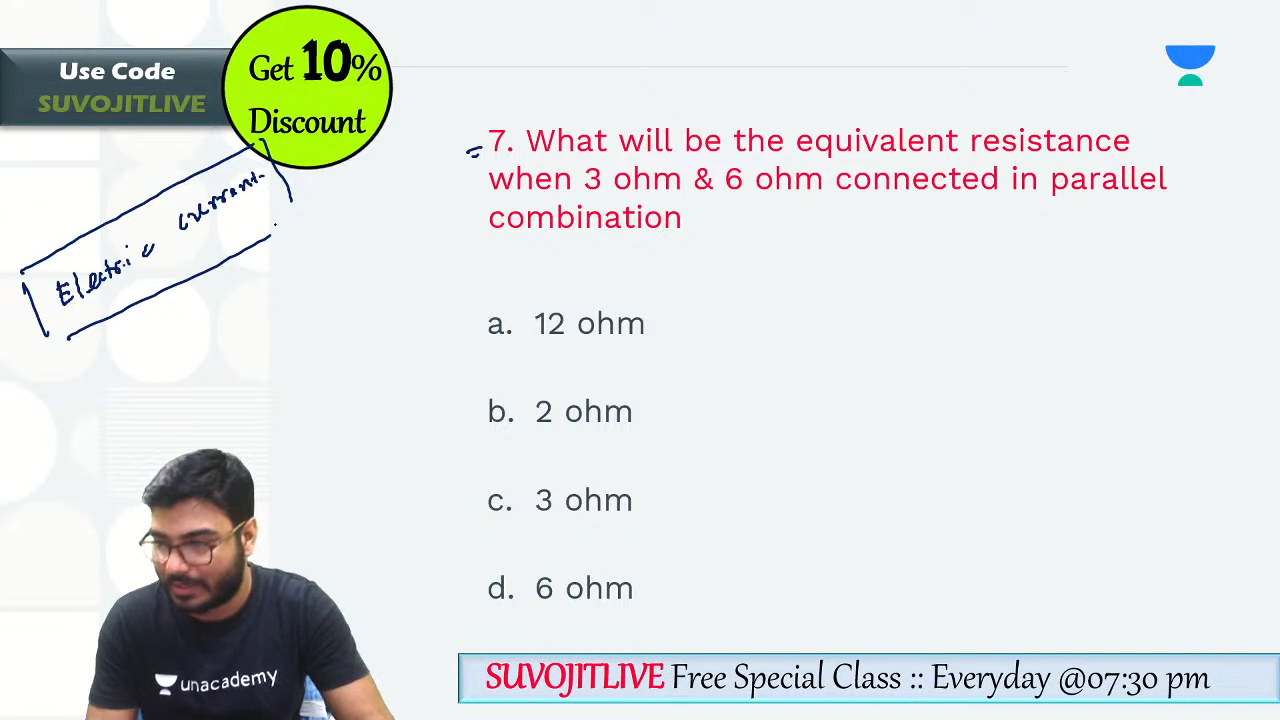 Use Code
SUVOJITLIVE
Get 10%
Discount
Electric current
7. What will be the equivalent resistance
when 3 ohm & 6 ohm connected in parallel
combination
a. 12 ohm
b. 2 ohm
c. 3 ohm
d. 6 ohm
unacademy
SUVOJITLIVE Free Special Class :: Everyday @07:30 pm